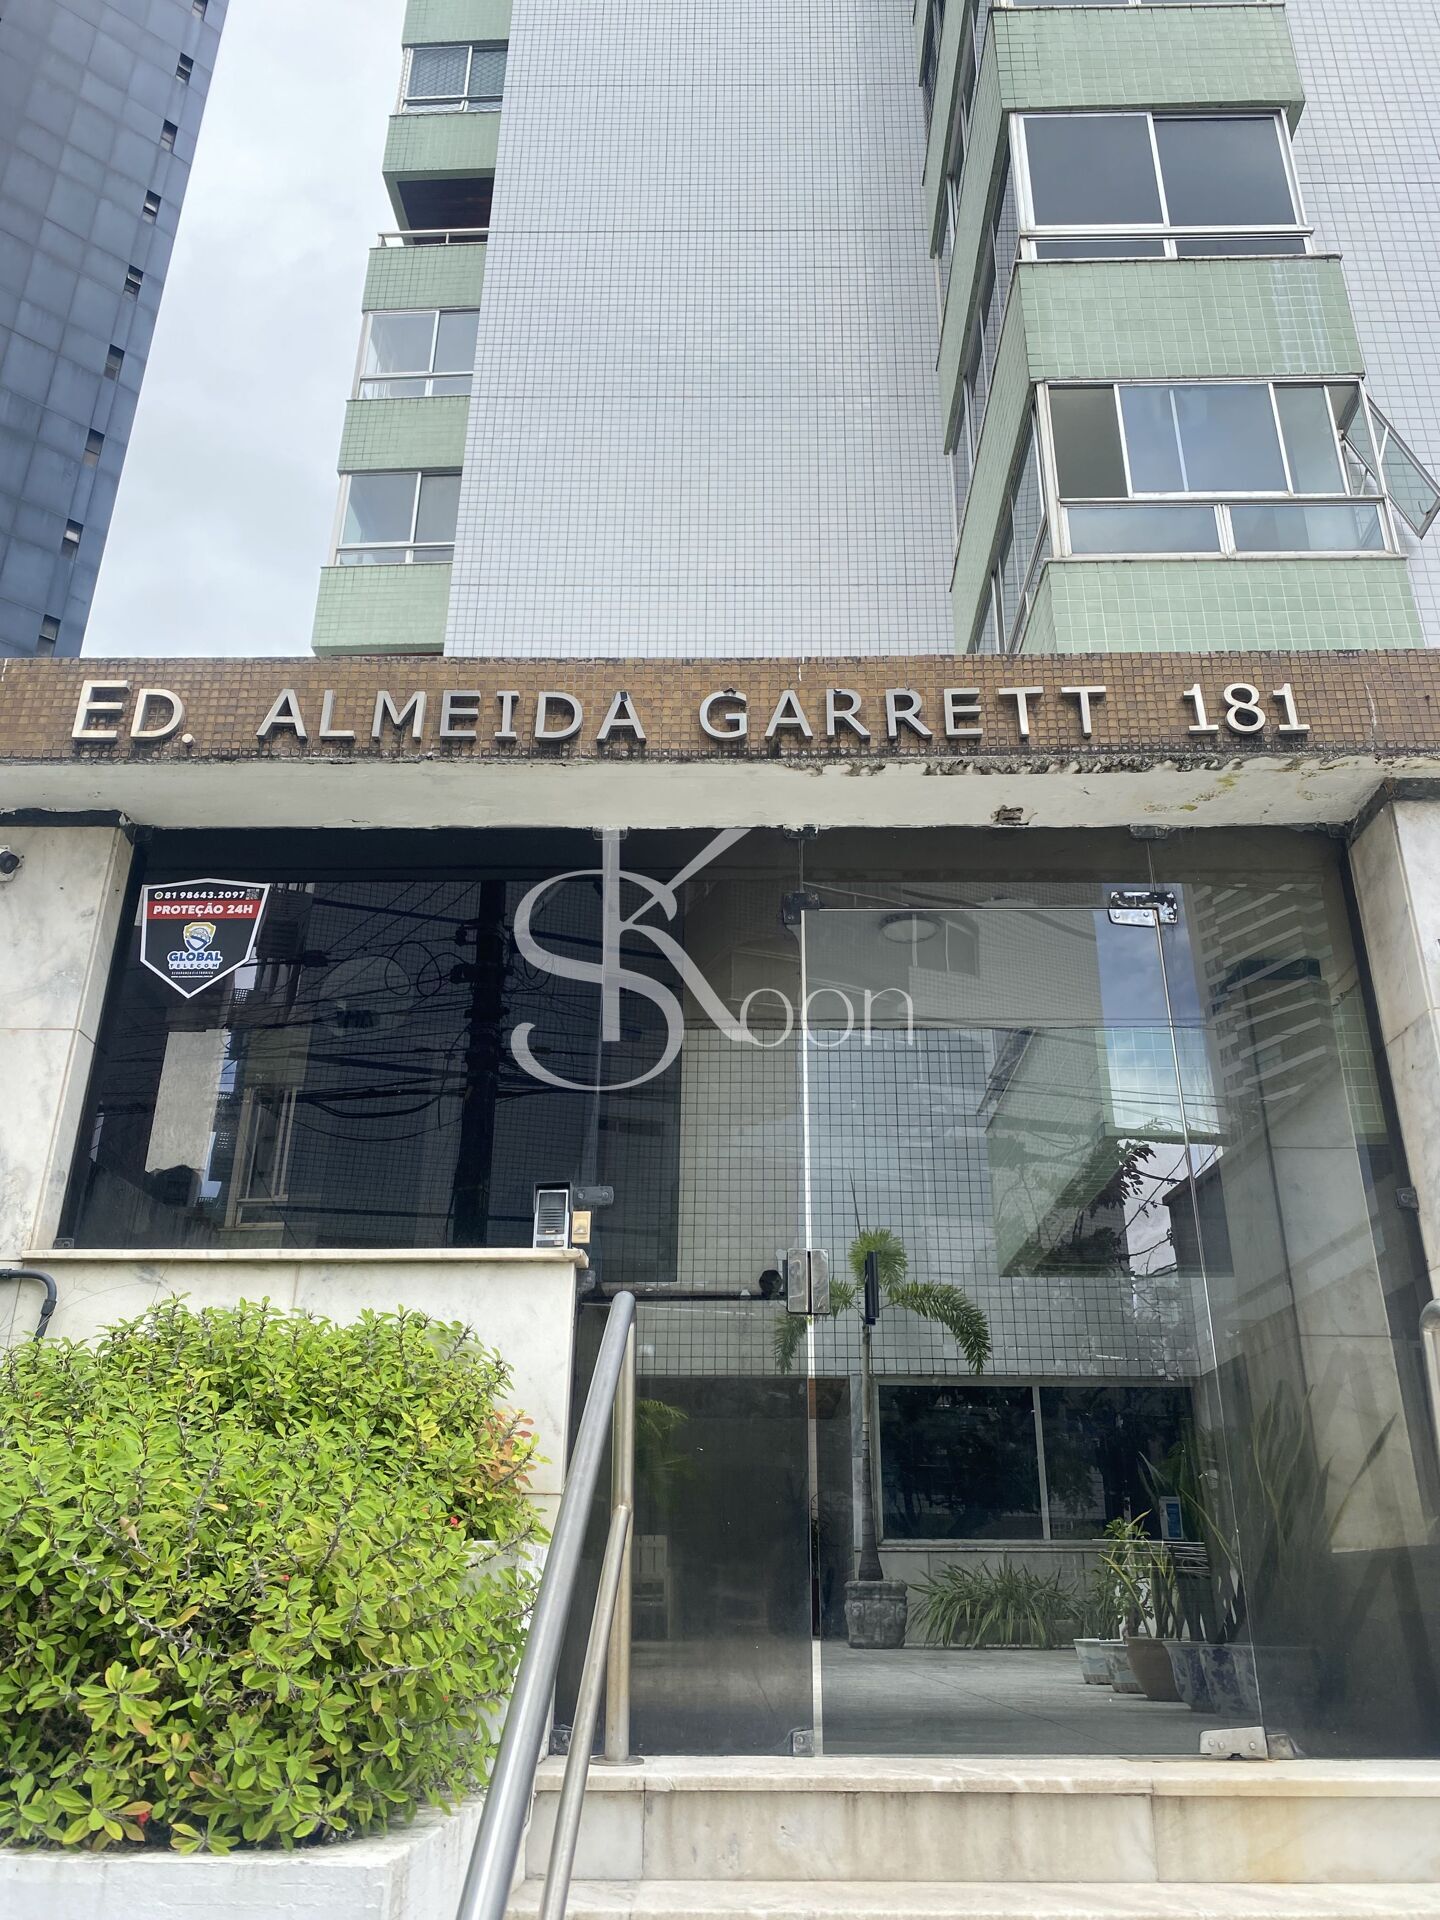 ED. ALMEIDA GARRETT 181
81 98643.2097
PROTEÇÃO 24H
GLOBAL
TELECOM
SKoon